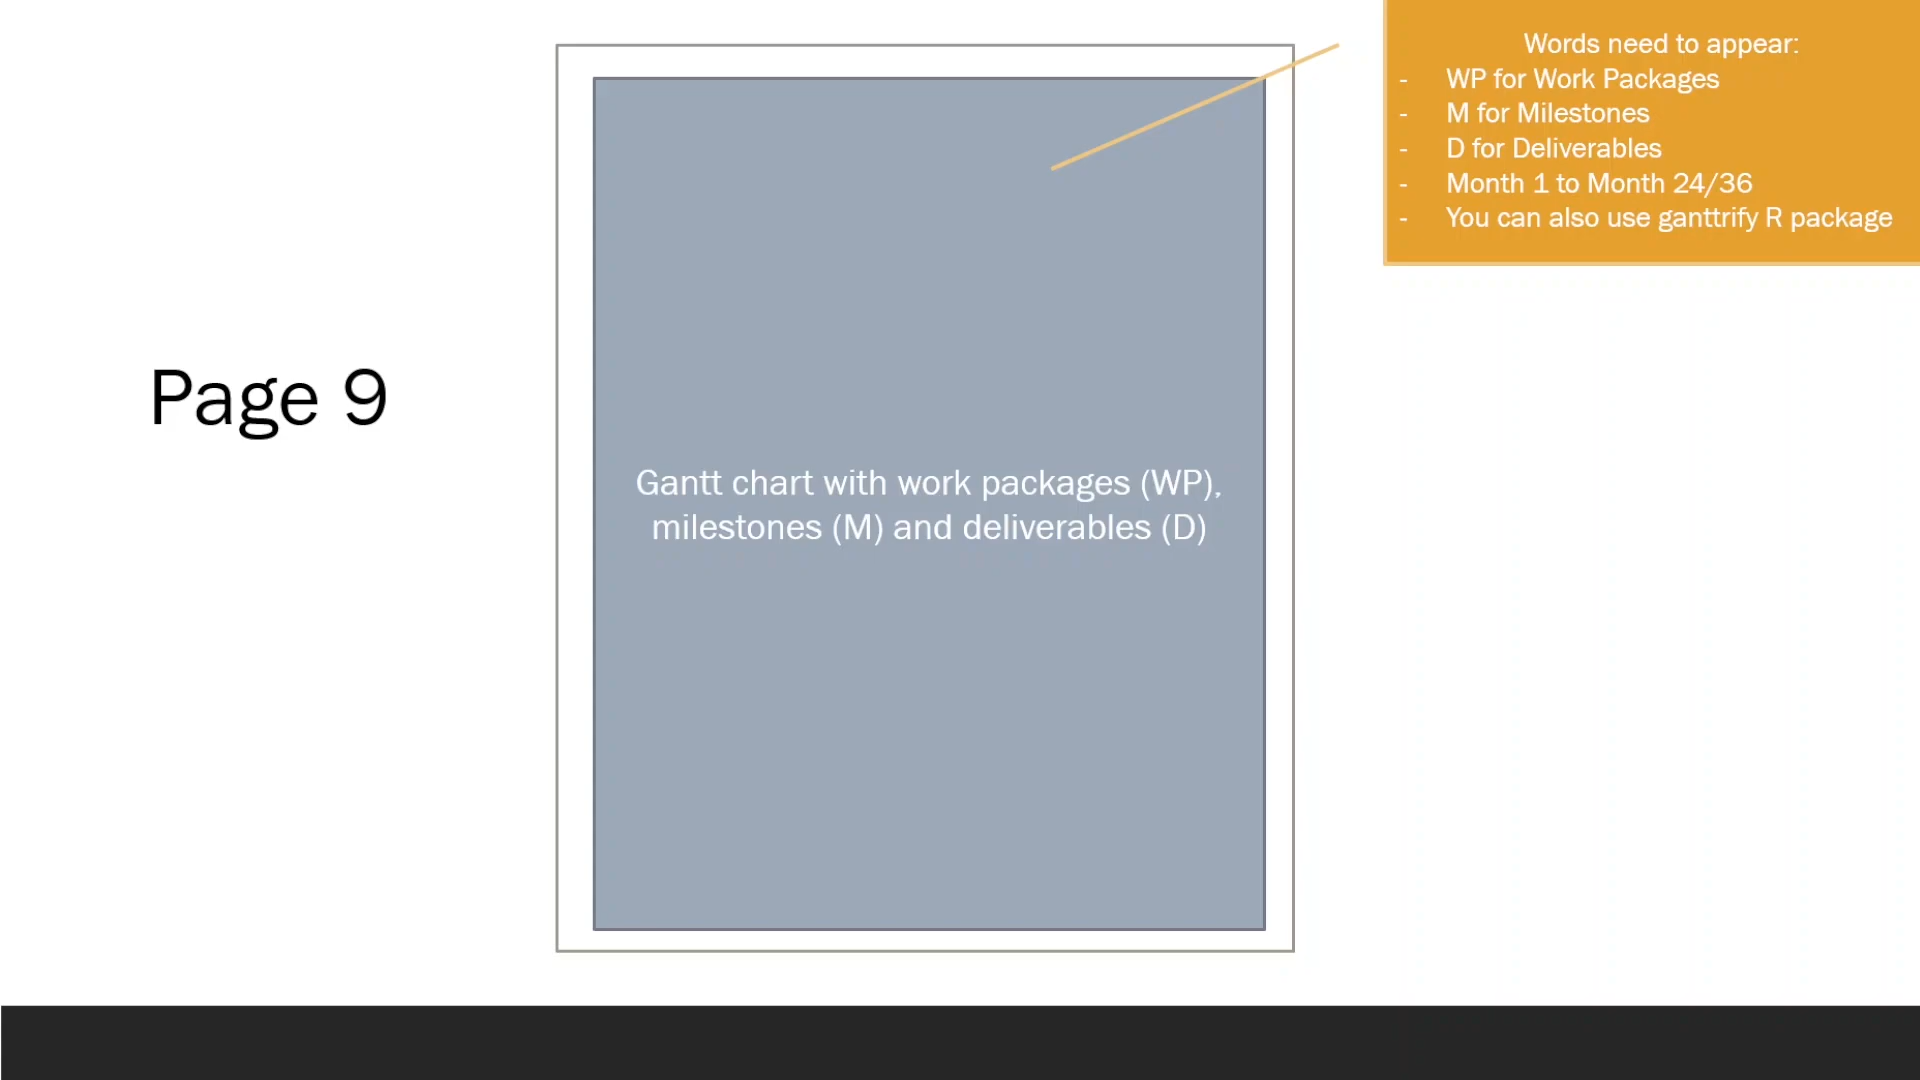 Page 9
Gantt chart with work packages (WP),
milestones (M) and deliverables (D)
Words need to appear:
- WP for Work Packages
- M for Milestones
- D for Deliverables
- Month 1 to Month 24/36
- You can also use ganttrify R package